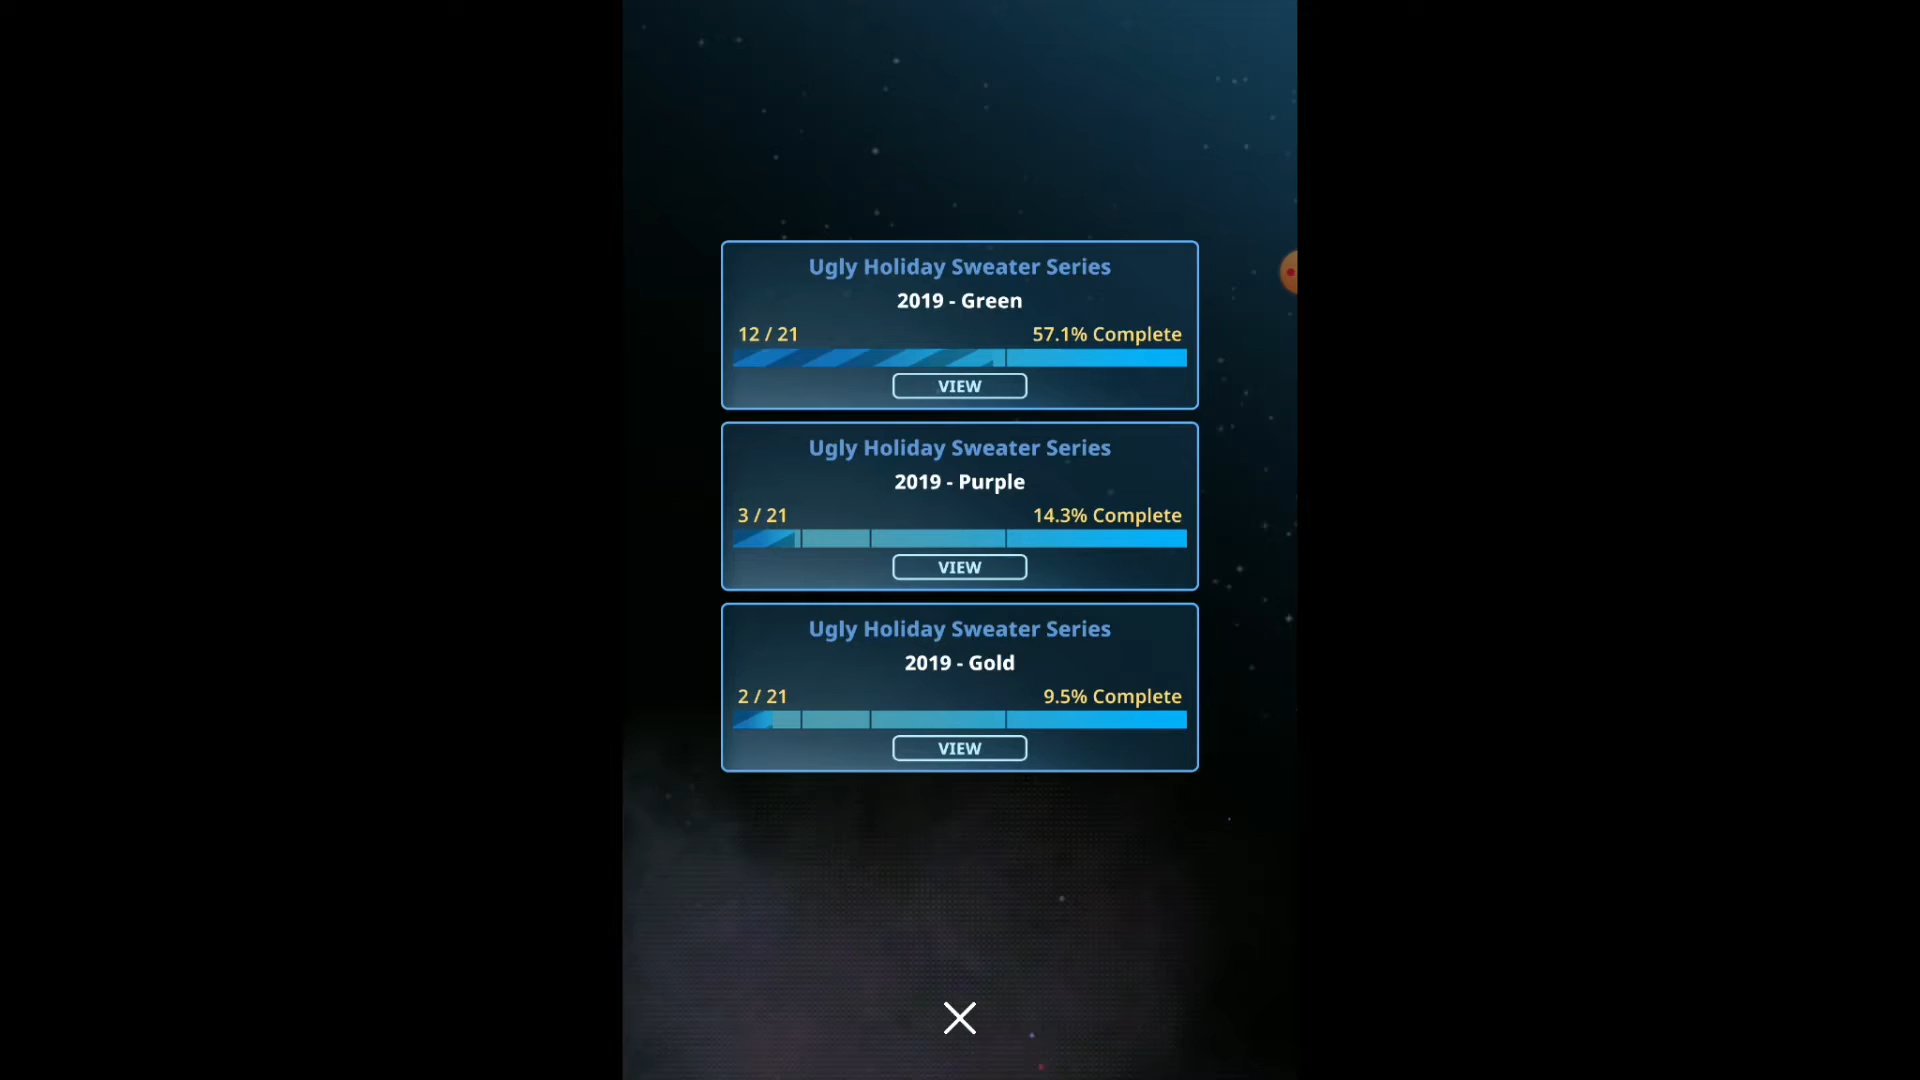 Ugly Holiday Sweater Series
2019 - Green
12 / 21 57.1% Complete
VIEW
Ugly Holiday Sweater Series
2019 - Purple
3 / 21 14.3% Complete
VIEW
Ugly Holiday Sweater Series
2019 - Gold
2 / 21 9.5% Complete
VIEW